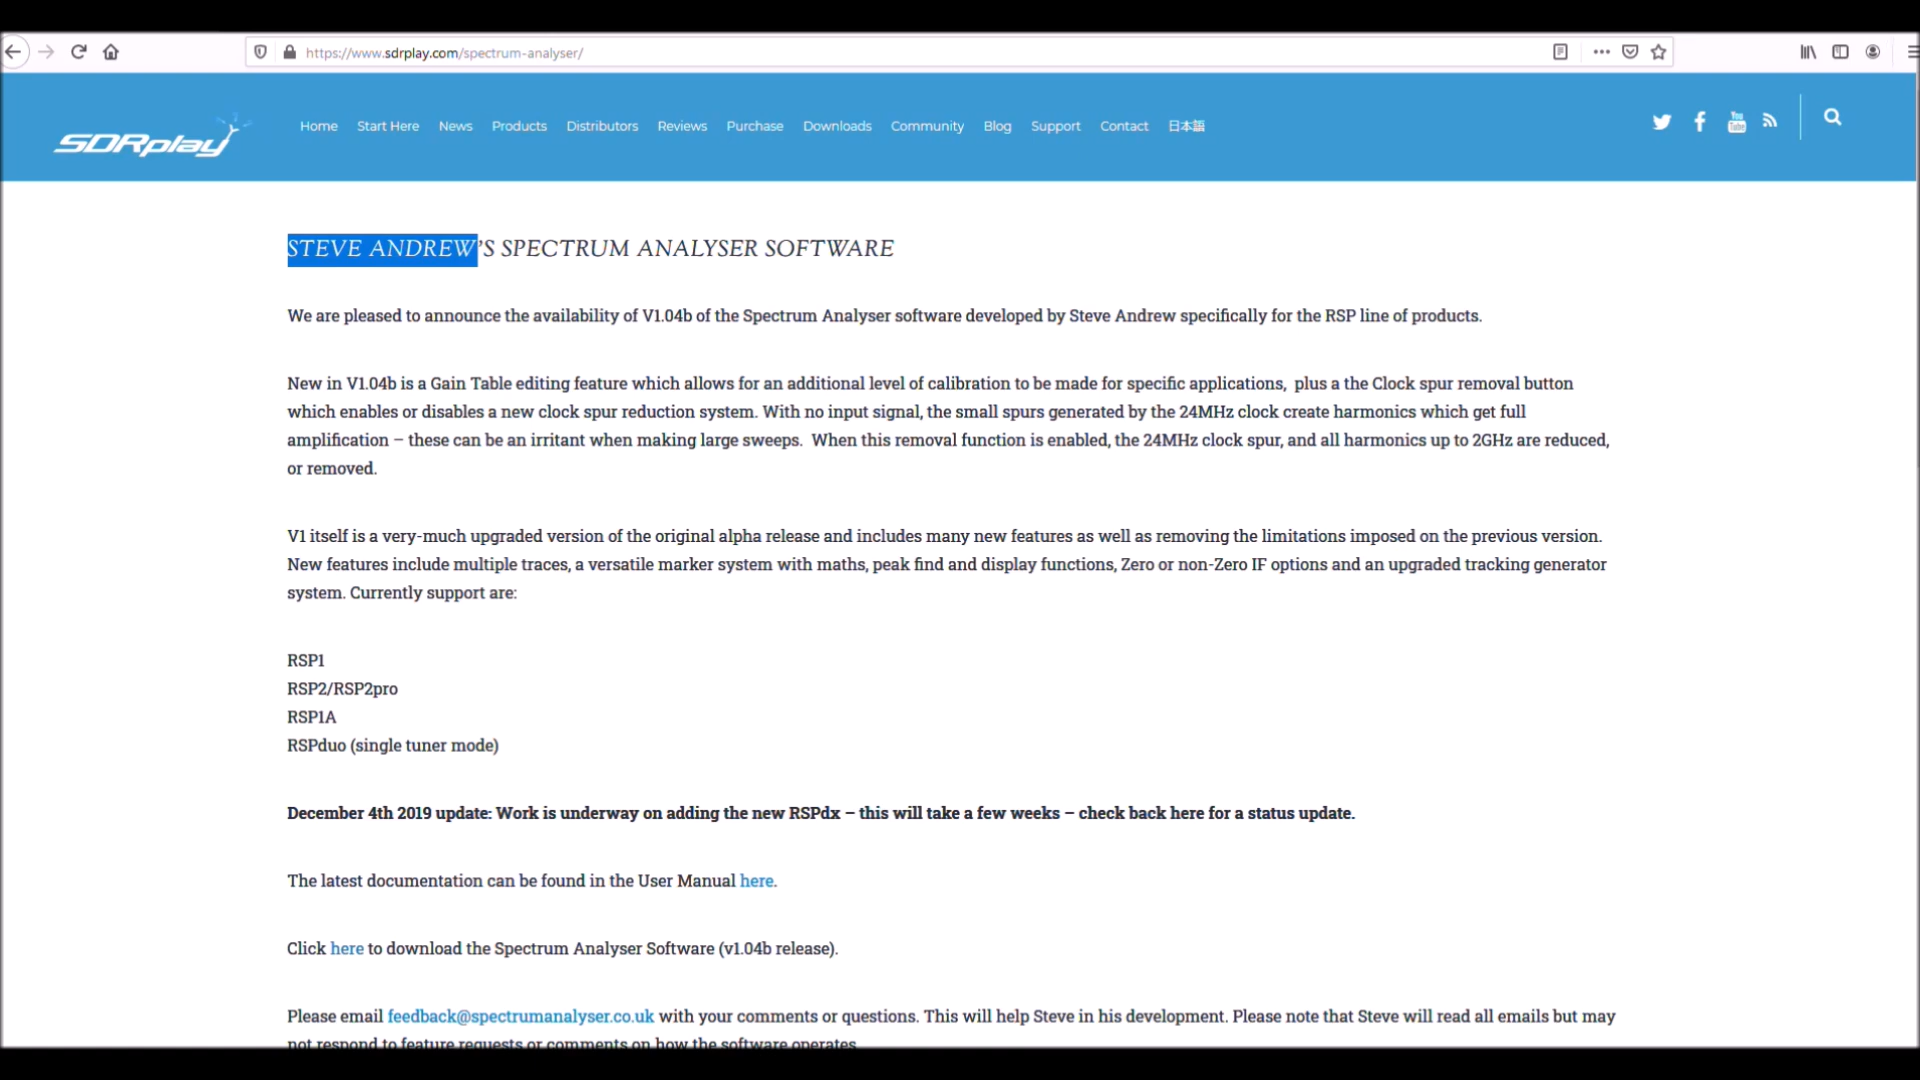 https://www.sdrplay.com/spectrum-analyser/
SDRplay
Home Start Here News Products Distributors Reviews Purchase Downloads Community Blog Support Contact 日本語
You Tube
STEVE ANDREW'S SPECTRUM ANALYSER SOFTWARE
We are pleased to announce the availability of V1.04b of the Spectrum Analyser software developed by Steve Andrew specifically for the RSP line of products.
New in V1.04b is a Gain Table editing feature which allows for an additional level of calibration to be made for specific applications,  plus a the Clock spur removal button
which enables or disables a new clock spur reduction system. With no input signal, the small spurs generated by the 24MHz clock create harmonics which get full
amplification – these can be an irritant when making large sweeps.  When this removal function is enabled, the 24MHz clock spur, and all harmonics up to 2GHz are reduced,
or removed.
V1 itself is a very-much upgraded version of the original alpha release and includes many new features as well as removing the limitations imposed on the previous version.
New features include multiple traces, a versatile marker system with maths, peak find and display functions, Zero or non-Zero IF options and an upgraded tracking generator
system. Currently support are:
RSP1
RSP2/RSP2pro
RSP1A
RSPduo (single tuner mode)
December 4th 2019 update: Work is underway on adding the new RSPdx – this will take a few weeks – check back here for a status update.
The latest documentation can be found in the User Manual here.
Click here to download the Spectrum Analyser Software (v1.04b release).
Please email feedback@spectrumanalyser.co.uk with your comments or questions. This will help Steve in his development. Please note that Steve will read all emails but may
not respond to feature requests or comments on how the software operates